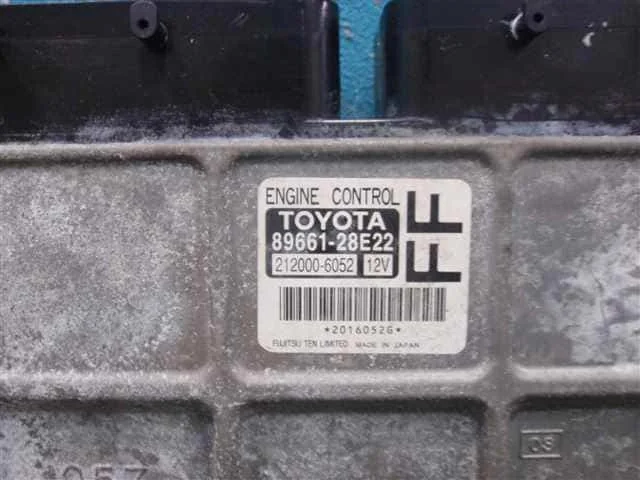 ENGINE CONTROL
TOYOTA
89661-28E22
212000-6052 12V
FF
*2016052G*
FUJITSU TEN LIMITED MADE IN JAPAN